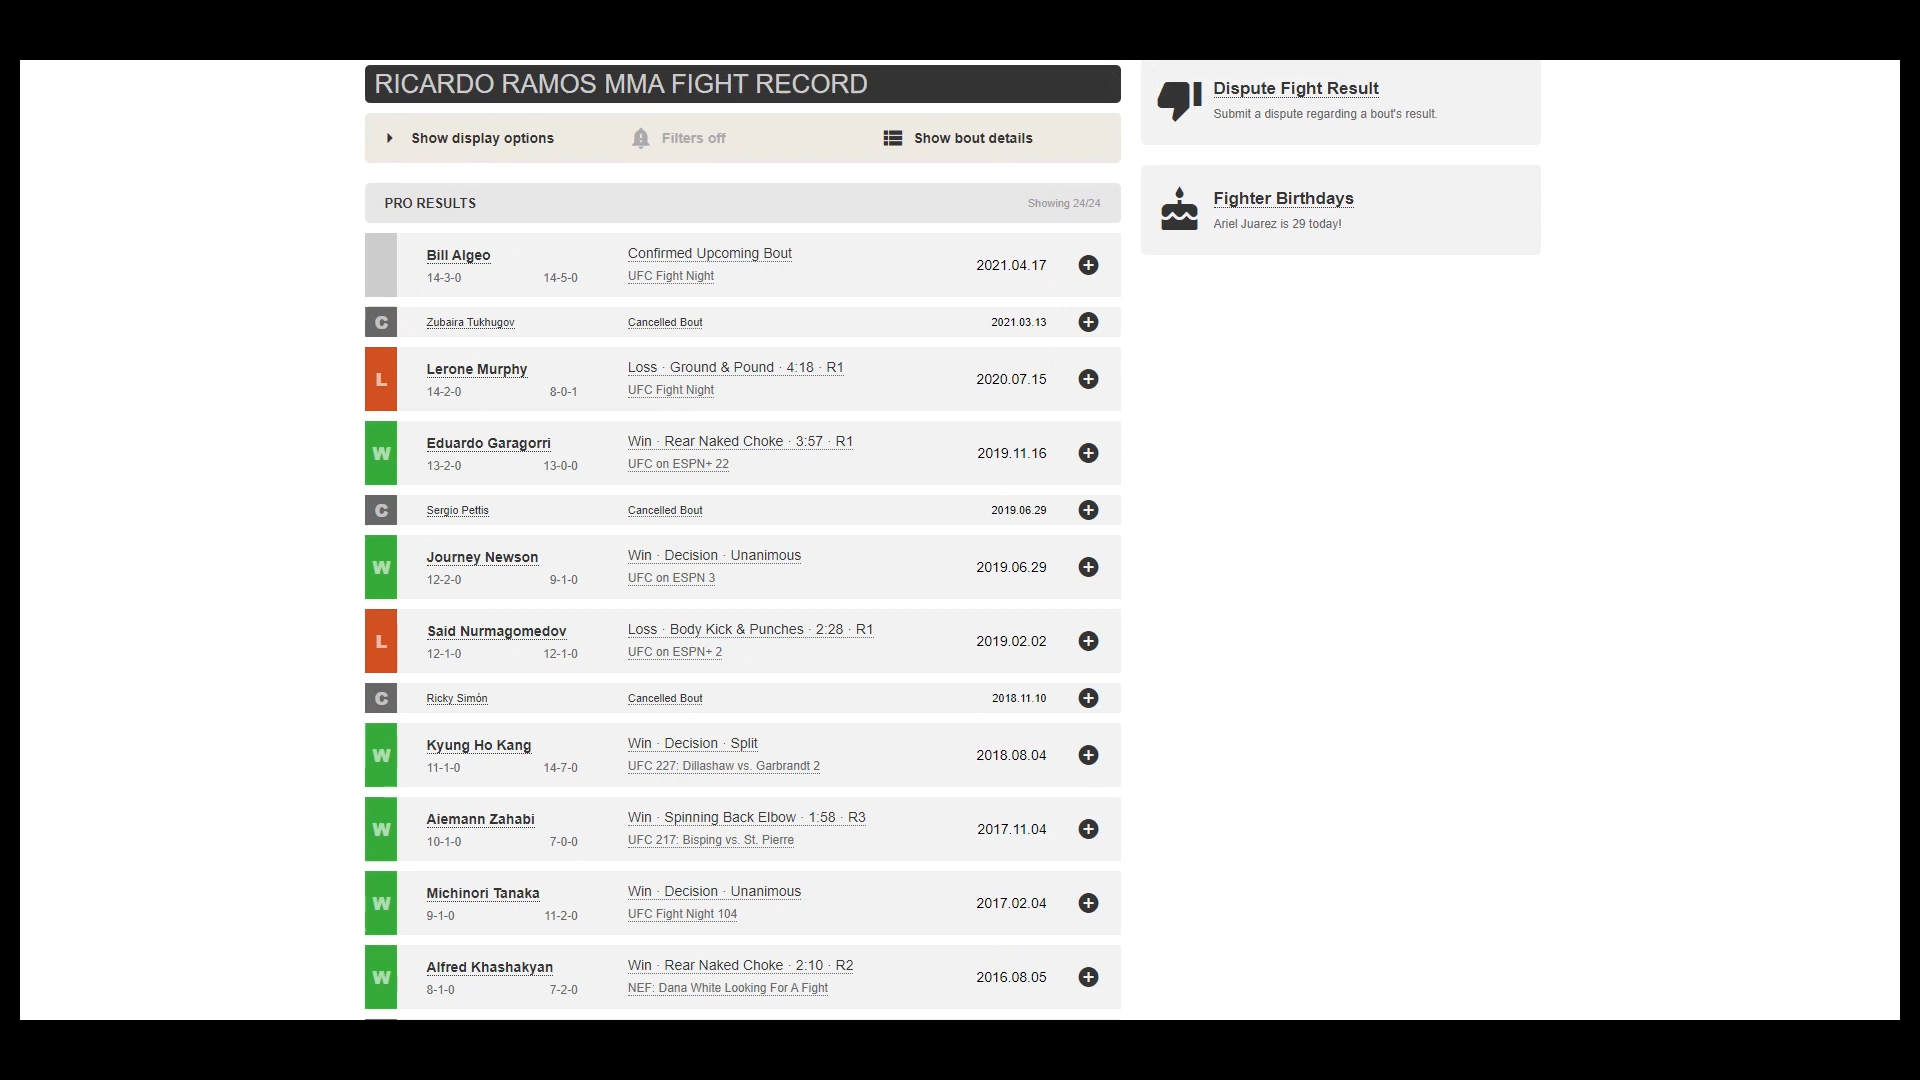 RICARDO RAMOS MMA FIGHT RECORD
Show display options
Filters off
Show bout details
PRO RESULTS
Showing 24/24
Bill Algeo
14-3-0 14-5-0
Confirmed Upcoming Bout
UFC Fight Night
2021.04.17
C
Zubaira Tukhugov
Cancelled Bout
2021.03.13
L
Lerone Murphy
14-2-0 8-0-1
Loss · Ground & Pound · 4:18 · R1
UFC Fight Night
2020.07.15
W
Eduardo Garagorri
13-2-0 13-0-0
Win · Rear Naked Choke · 3:57 · R1
UFC on ESPN+ 22
2019.11.16
C
Sergio Pettis
Cancelled Bout
2019.06.29
W
Journey Newson
12-2-0 9-1-0
Win · Decision · Unanimous
UFC on ESPN 3
2019.06.29
L
Said Nurmagomedov
12-1-0 12-1-0
Loss · Body Kick & Punches · 2:28 · R1
UFC on ESPN+ 2
2019.02.02
C
Ricky Simón
Cancelled Bout
2018.11.10
W
Kyung Ho Kang
11-1-0 14-7-0
Win · Decision · Split
UFC 227: Dillashaw vs. Garbrandt 2
2018.08.04
W
Aiemann Zahabi
10-1-0 7-0-0
Win · Spinning Back Elbow · 1:58 · R3
UFC 217: Bisping vs. St. Pierre
2017.11.04
W
Michinori Tanaka
9-1-0 11-2-0
Win · Decision · Unanimous
UFC Fight Night 104
2017.02.04
W
Alfred Khashakyan
8-1-0 7-2-0
Win · Rear Naked Choke · 2:10 · R2
NEF: Dana White Looking For A Fight
2016.08.05
Dispute Fight Result
Submit a dispute regarding a bout's result.
Fighter Birthdays
Ariel Juarez is 29 today!